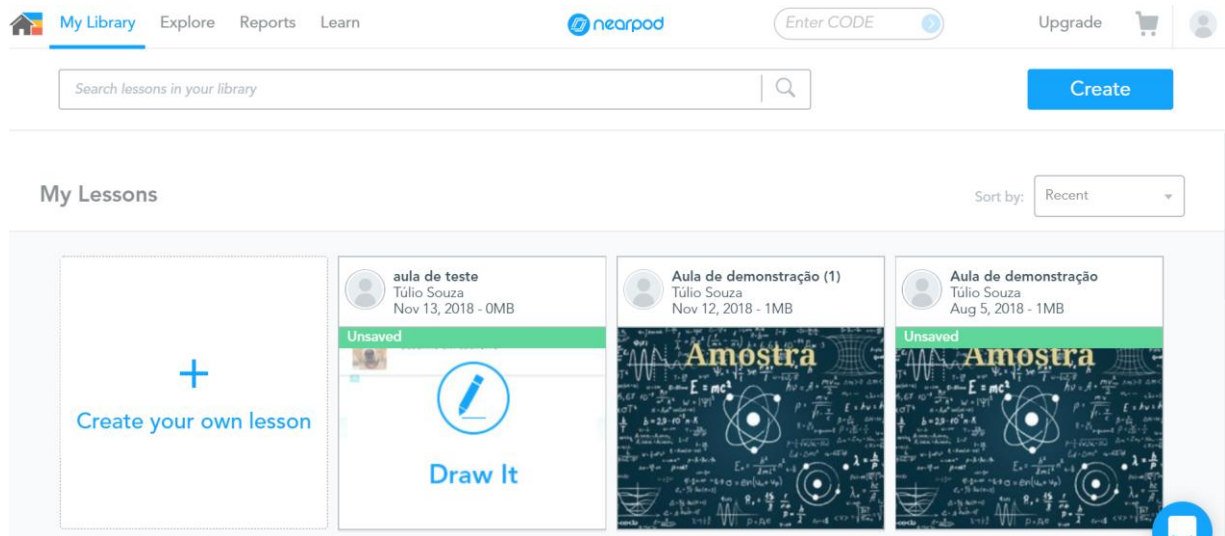 My Library Explore Reports Learn nearpod Enter CODE Upgrade
Search lessons in your library Create
My Lessons Sort by: Recent
Create your own lesson
aula de teste
Túlio Souza
Nov 13, 2018 - 0MB
Unsaved
Draw It
Aula de demonstração (1)
Túlio Souza
Nov 12, 2018 - 1MB
Amostra
E = mc²
Aula de demonstração
Túlio Souza
Aug 5, 2018 - 1MB
Unsaved
Amostra
E = mc²